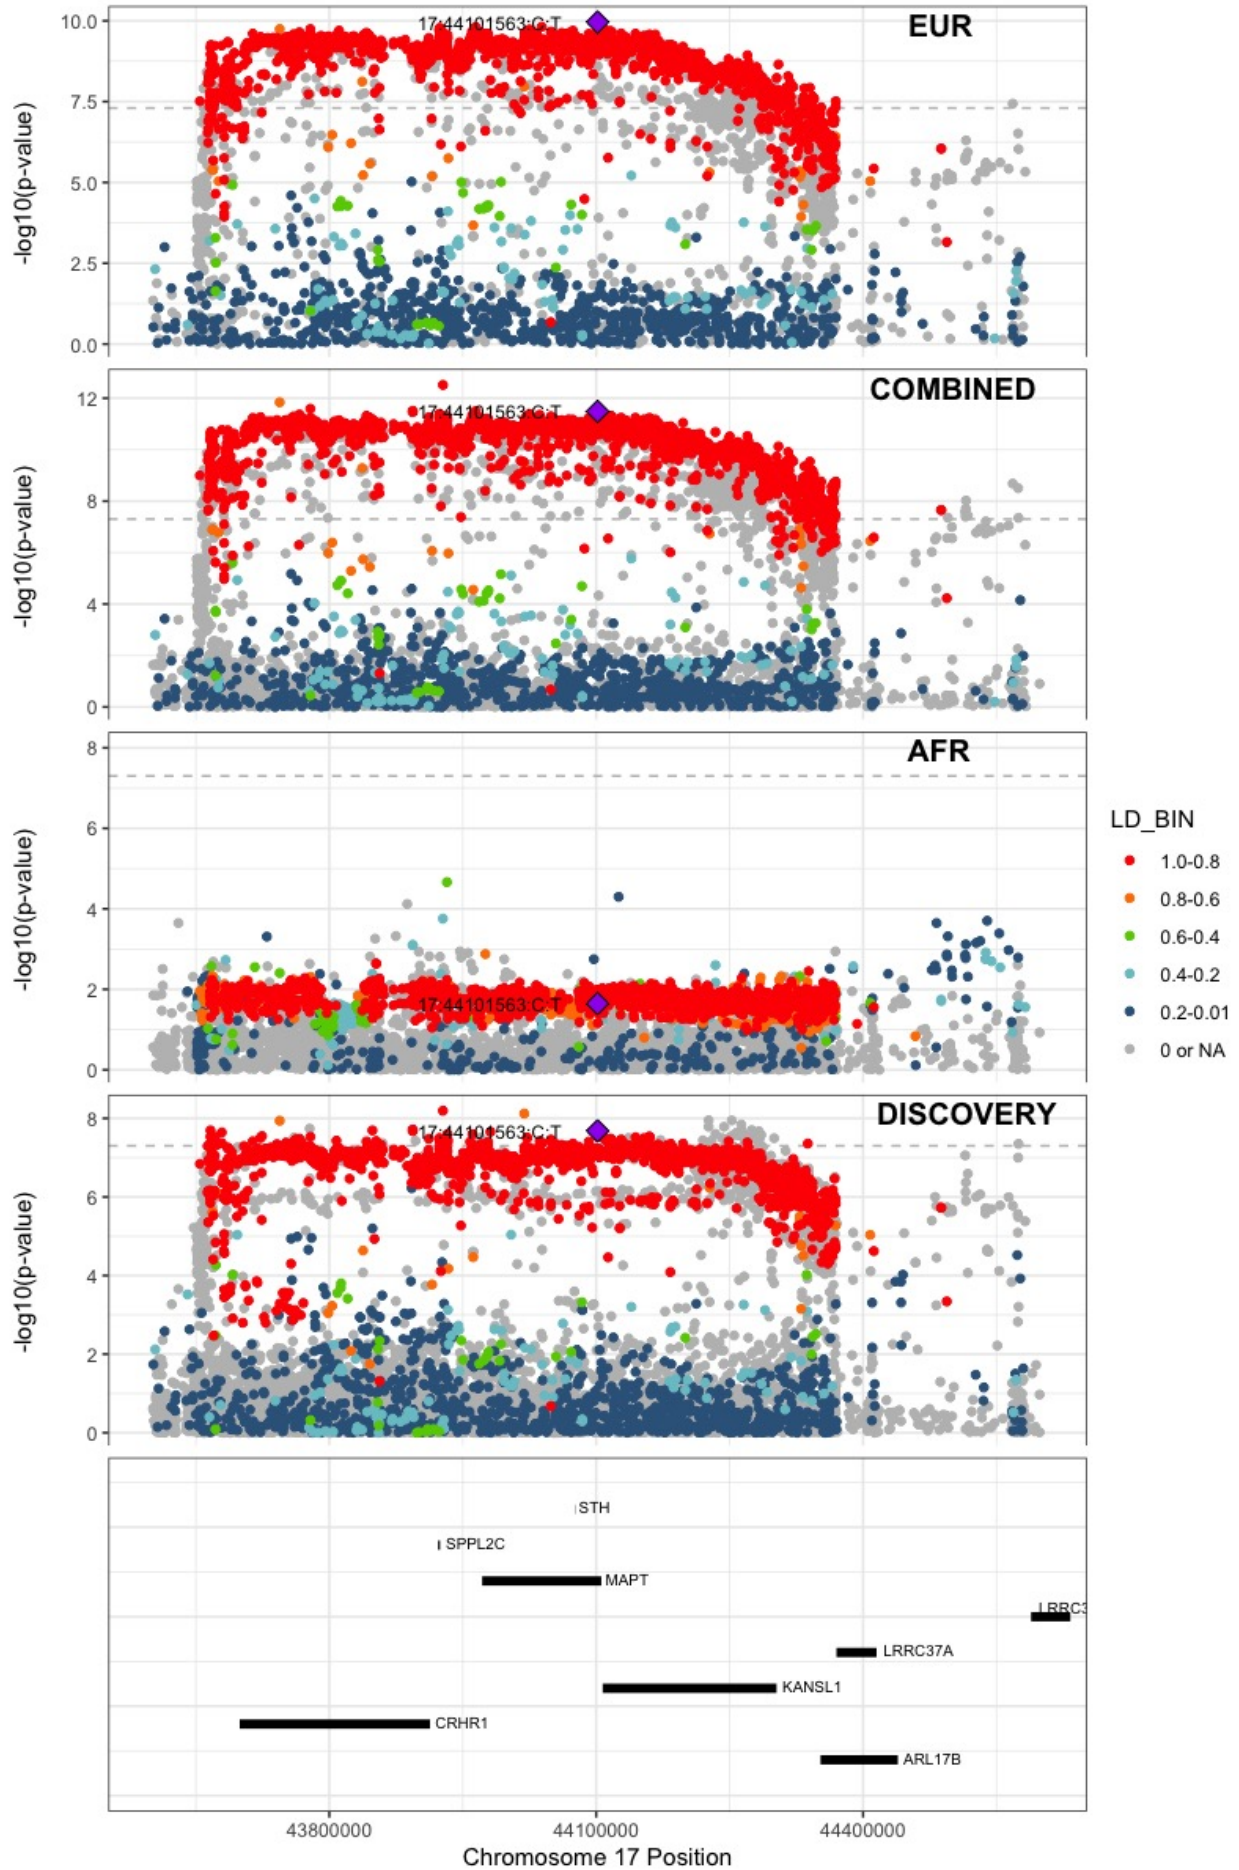 EUR
10.0
17:44101563:C:T
7.5
5.0
2.5
0.0
-log10(p-value)
COMBINED
12
17:44101563:C:T
8
4
0
-log10(p-value)
AFR
8
6
4
2
17:44101563:C:T
0
-log10(p-value)
LD_BIN
1.0-0.8
0.8-0.6
0.6-0.4
0.4-0.2
0.2-0.01
0 or NA
DISCOVERY
8
17:44101563:C:T
6
4
2
0
-log10(p-value)
STH
SPPL2C
MAPT
LRRC3
LRRC37A
KANSL1
CRHR1
ARL17B
43800000
44100000
44400000
Chromosome 17 Position